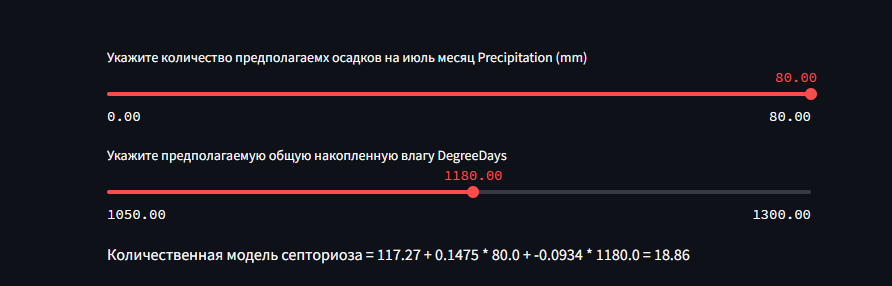 Укажите количество предполагаемх осадков на июль месяц Precipitation (mm)
80.00
0.00 80.00
Укажите предполагаемую общую накопленную влагу DegreeDays
1180.00
1050.00 1300.00
Количественная модель септориоза = 117.27 + 0.1475 * 80.0 + -0.0934 * 1180.0 = 18.86